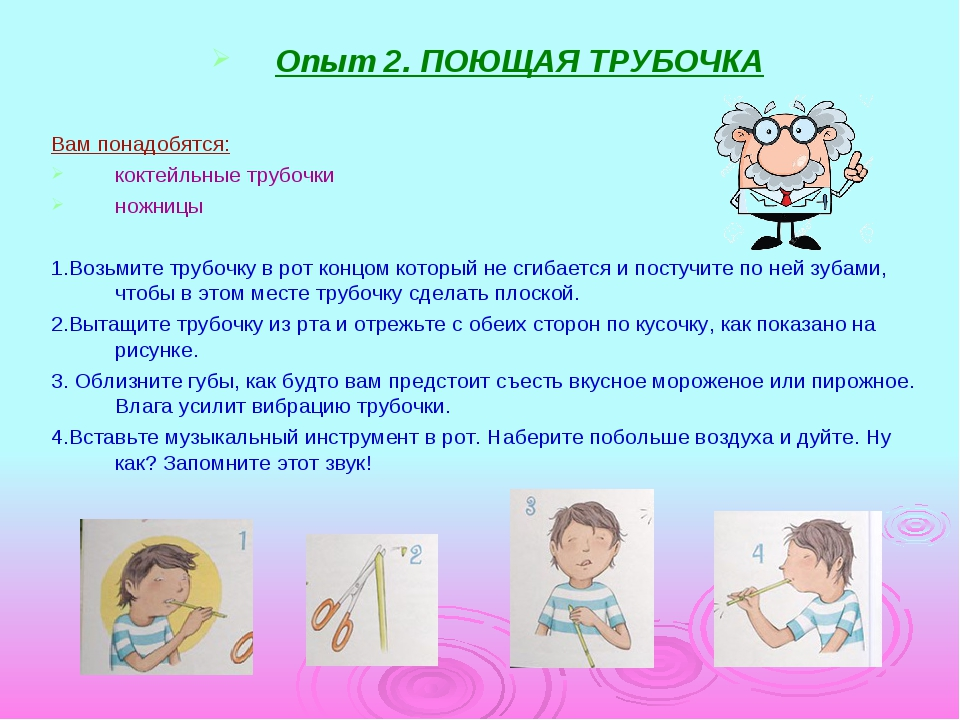 Опыт 2. ПОЮЩАЯ ТРУБОЧКА
Вам понадобятся:
коктейльные трубочки
ножницы
1.Возьмите трубочку в рот концом который не сгибается и постучите по ней зубами,
чтобы в этом месте трубочку сделать плоской.
2.Вытащите трубочку из рта и отрежьте с обеих сторон по кусочку, как показано на
рисунке.
3. Оближните губы, как будто вам предстоит съесть вкусное мороженое или пирожное.
Влага усилит вибрацию трубочки.
4.Вставьте музыкальный инструмент в рот. Наберите побольше воздуха и дуйте. Ну
как? Запомните этот звук!
1
2
3
4